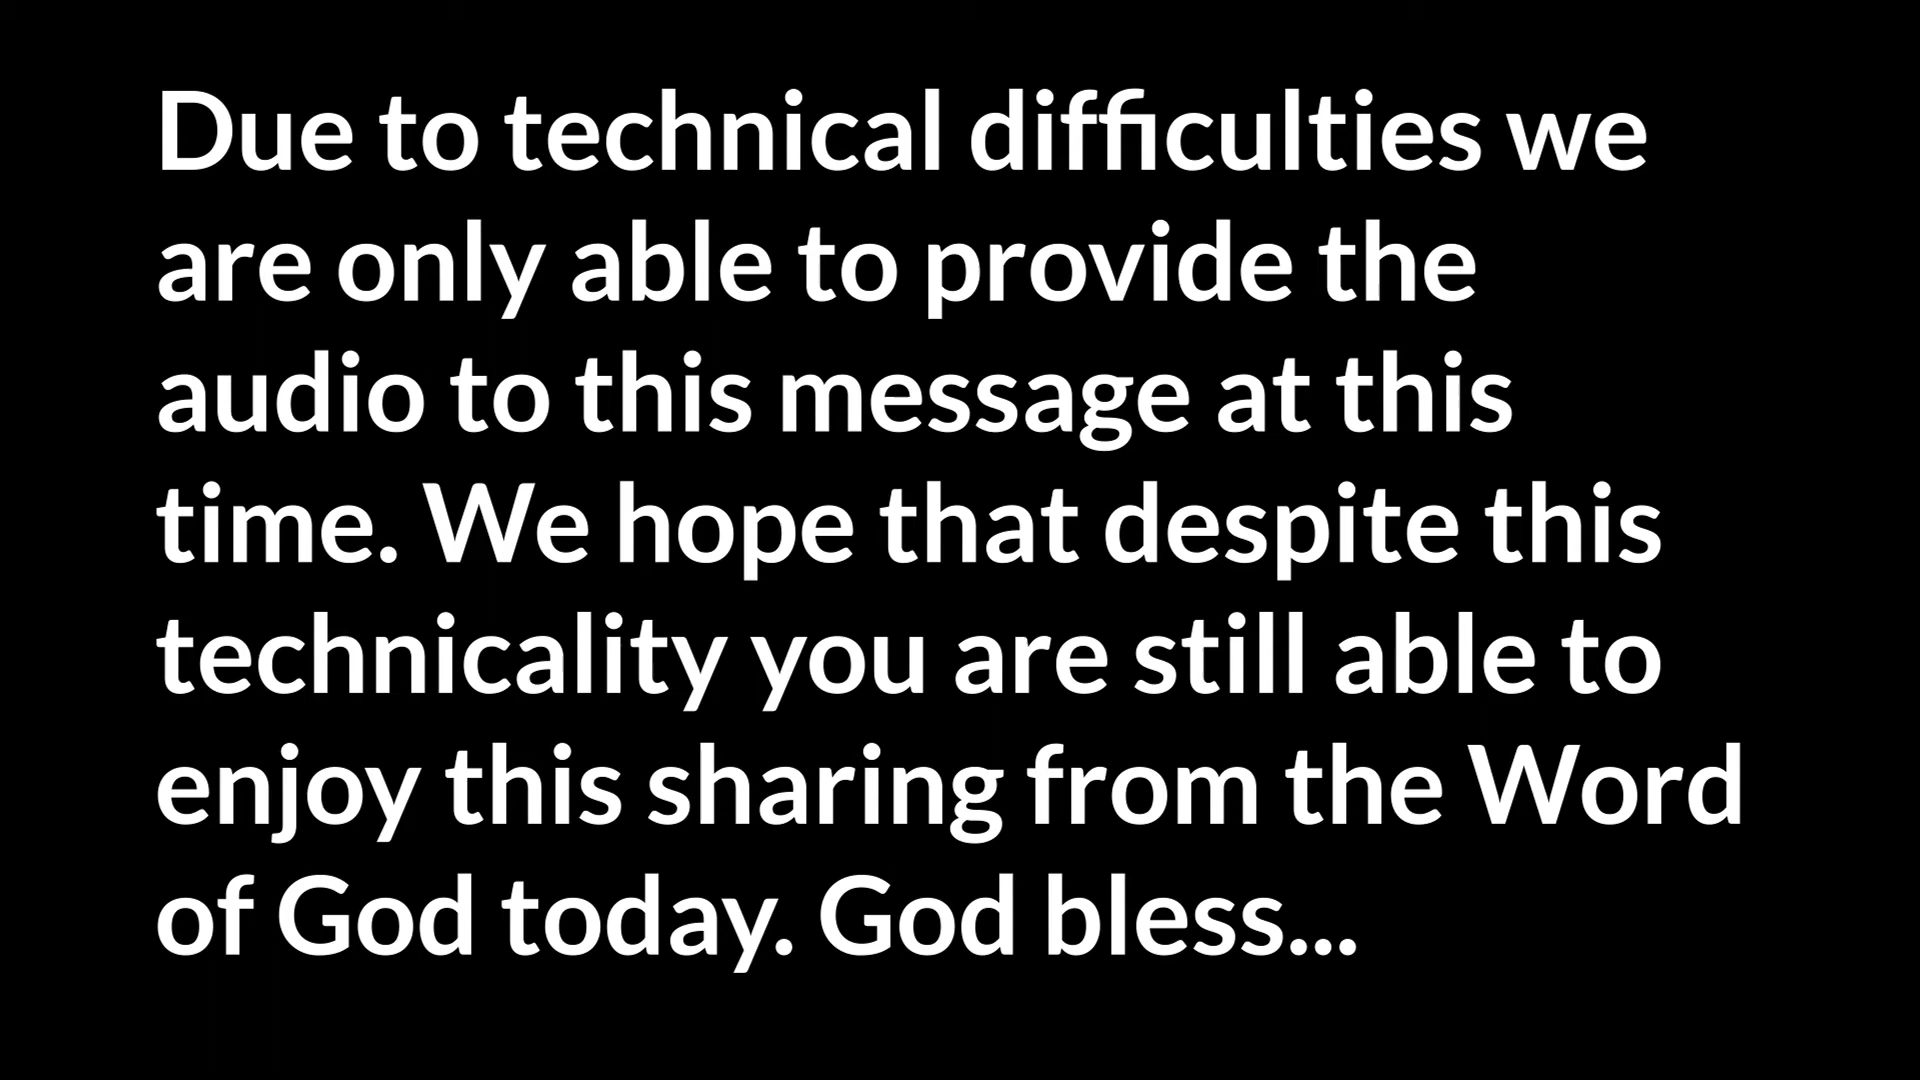 Due to technical difficulties we
are only able to provide the
audio to this message at this
time. We hope that despite this
technicality you are still able to
enjoy this sharing from the Word
of God today. God bless...